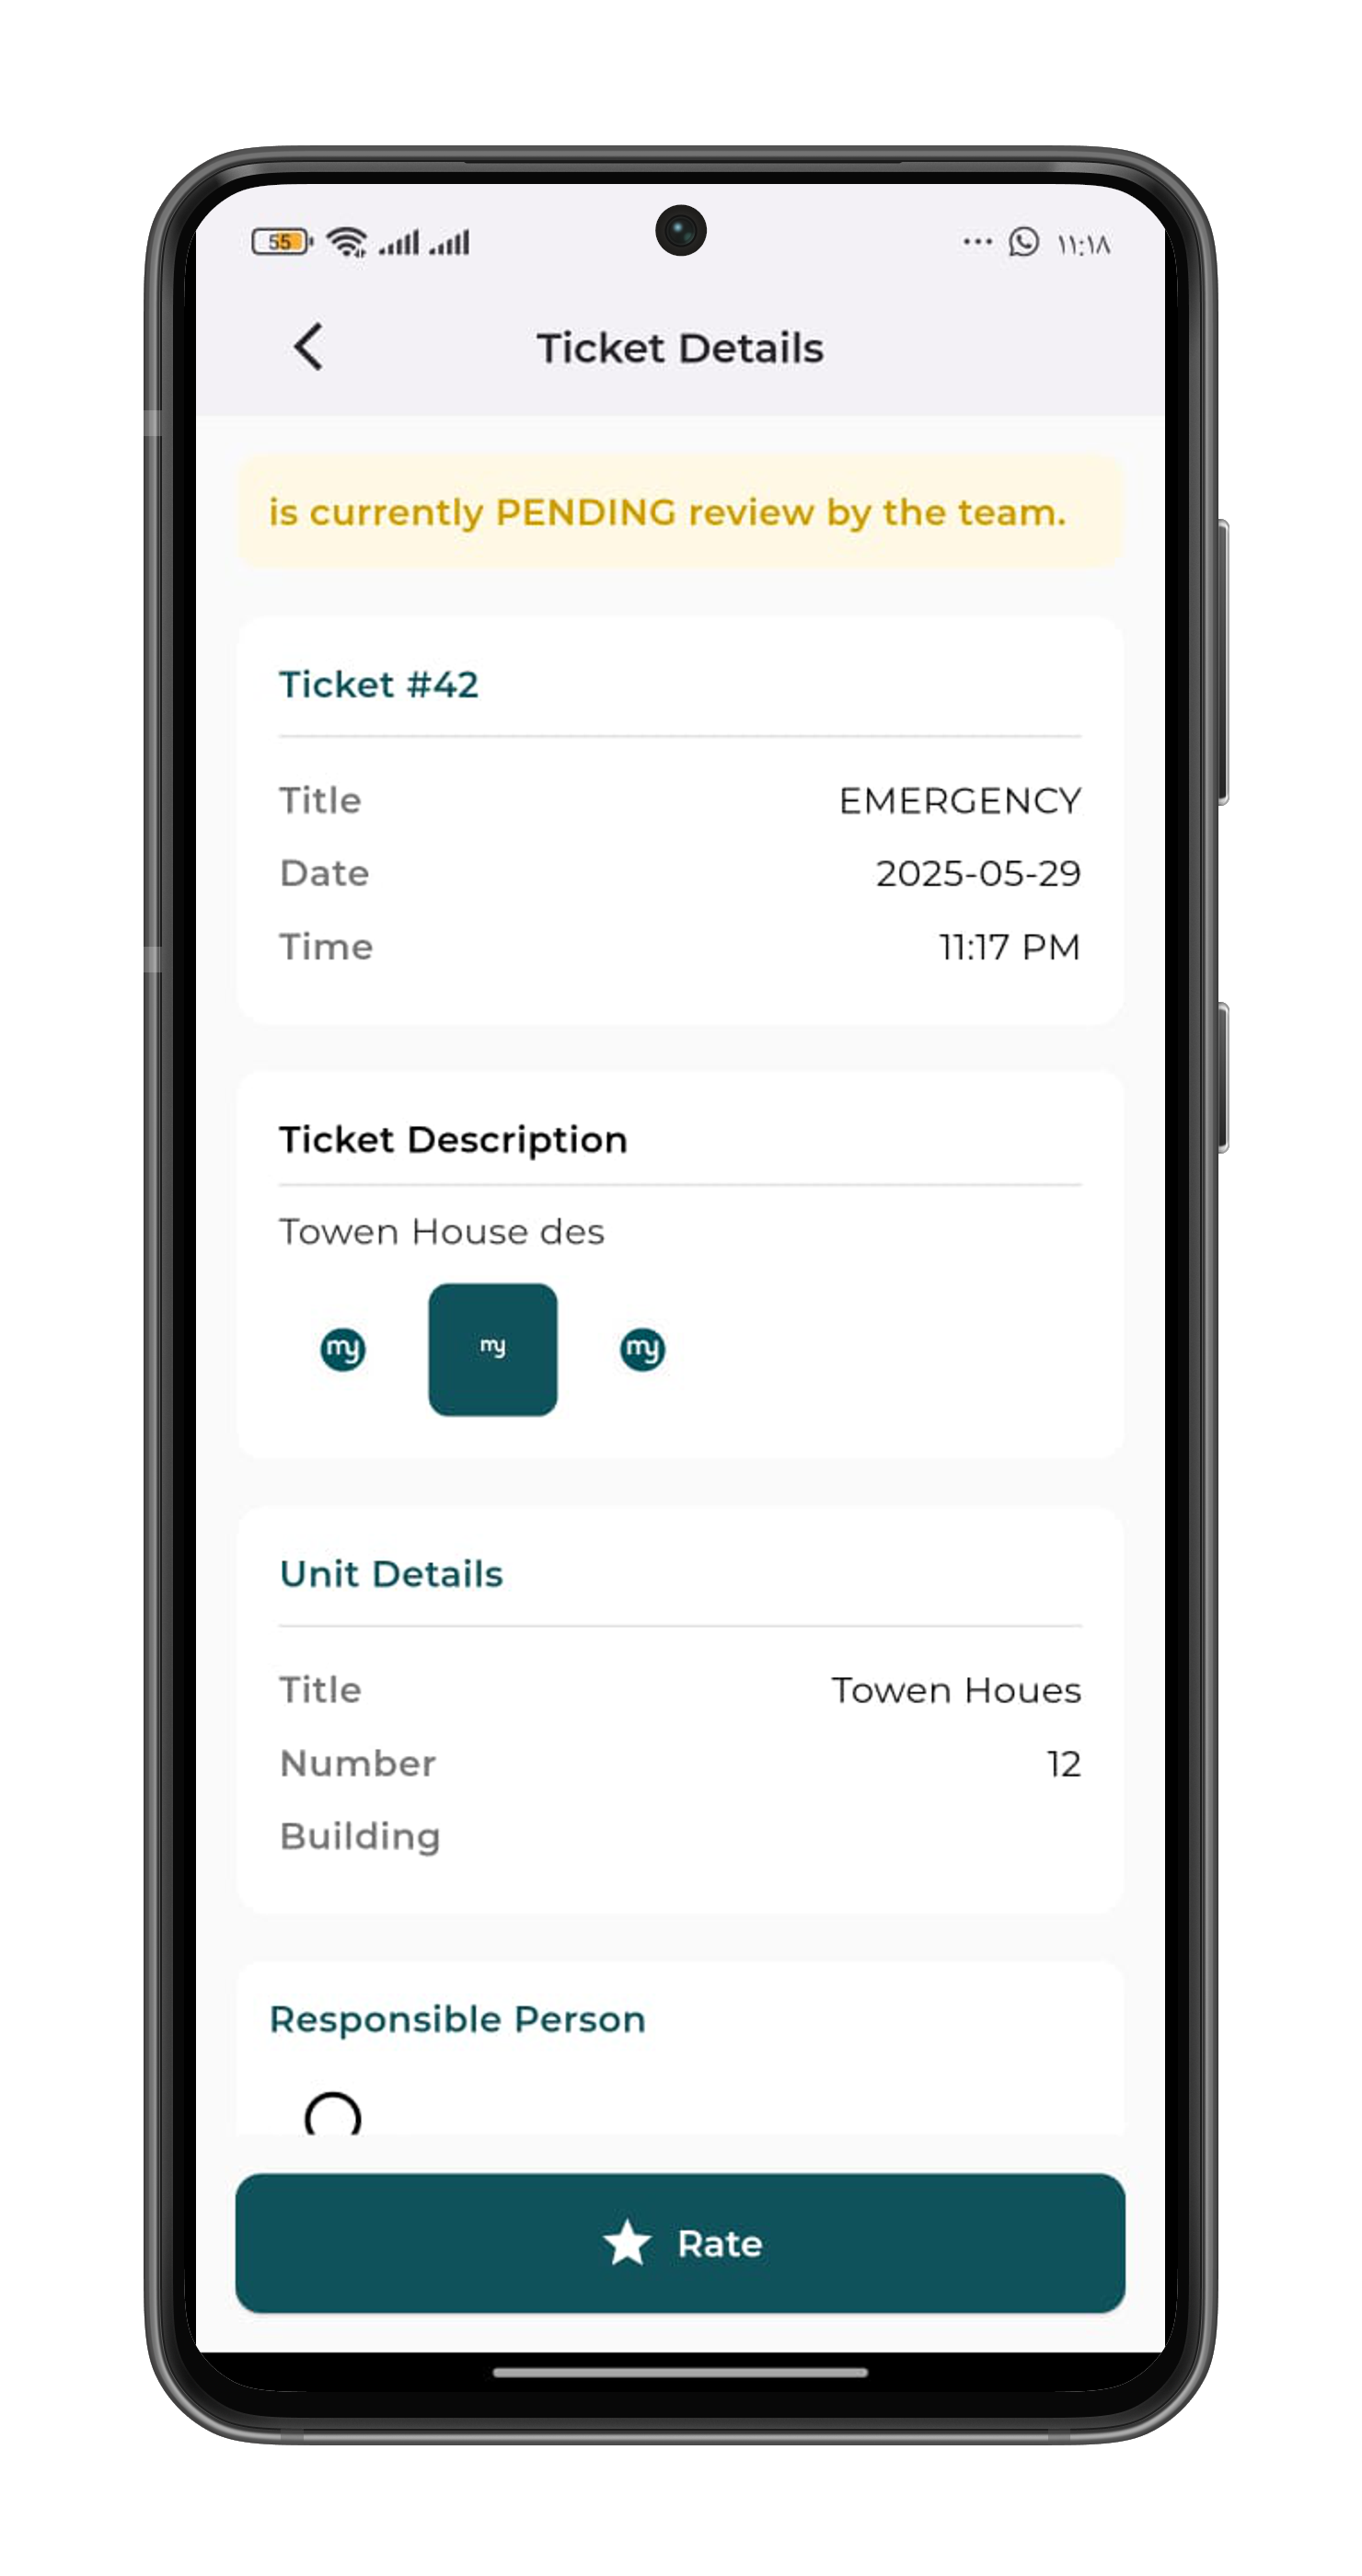 55 ١١:١٨
Ticket Details
is currently PENDING review by the team.
Ticket #42
Title EMERGENCY
Date 2025-05-29
Time 11:17 PM
Ticket Description
Towen House des
my my my
Unit Details
Title Towen Houes
Number 12
Building
Responsible Person
Rate